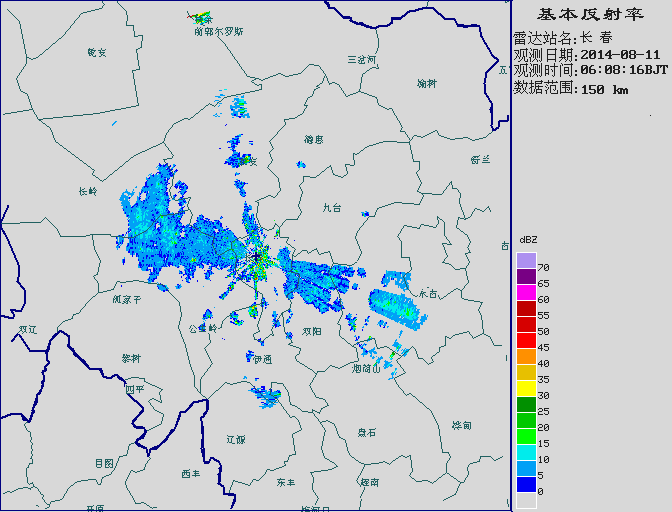 基本反射率
雷达站名: 长 春
观测日期: 2014-08-11
观测时间: 06:08:16BJT
数据范围: 150 km
前郭尔罗斯
乾安
三岔河
榆树
五
德惠
舒兰
长岭
九台
吉
永吉
双辽
公主岭
双阳
梨树
伊通
烟筒山
四平
辽源
盘石
桦甸
昌图
西丰
东丰
辉南
开原
梅河口
dBZ
70
65
60
55
50
45
40
35
30
25
20
15
10
5
0